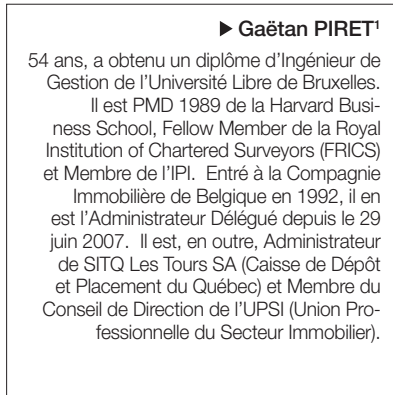 ▶ Gaëtan PIRET¹
54 ans, a obtenu un diplôme d’Ingénieur de
Gestion de l’Université Libre de Bruxelles.
Il est PMD 1989 de la Harvard Busi-
ness School, Fellow Member de la Royal
Institution of Chartered Surveyors (FRICS)
et Membre de l’IPI. Entré à la Compagnie
Immobilière de Belgique en 1992, il en
est l’Administrateur Délégué depuis le 29
juin 2007. Il est, en outre, Administrateur
de SITQ Les Tours SA (Caisse de Dépôt
et Placement du Québec) et Membre du
Conseil de Direction de l’UPSI (Union Pro-
fessionnelle du Secteur Immobilier).